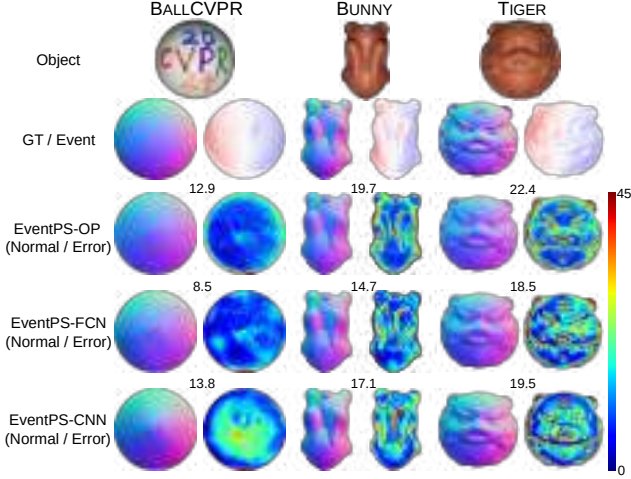 BALLCVPR BUNNY TIGER
Object
20
CVPR
GT / Event
12.9 19.7 22.4
45
EventPS-OP
(Normal / Error)
8.5 14.7 18.5
EventPS-FCN
(Normal / Error)
13.8 17.1 19.5
EventPS-CNN
(Normal / Error)
0